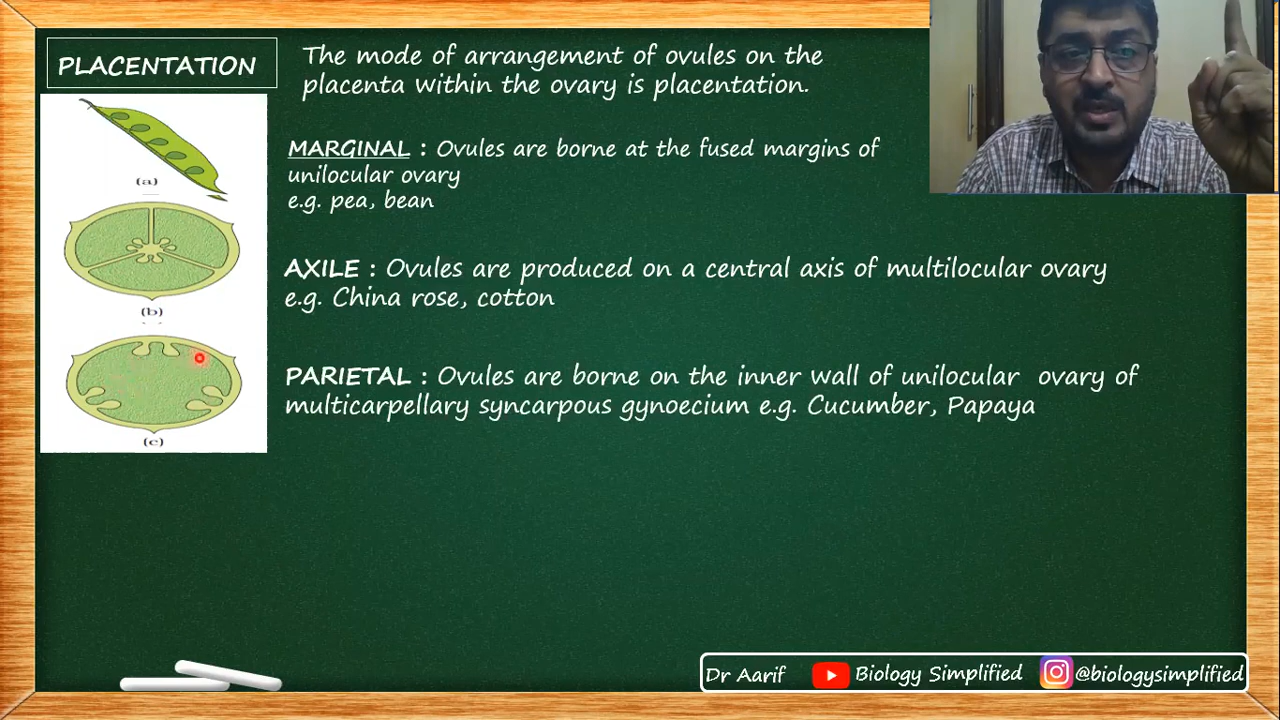 PLACENTATION
The mode of arrangement of ovules on the
placenta within the ovary is placentation.
(a)
MARGINAL : Ovules are borne at the fused margins of
unilocular ovary
e.g. pea, bean
(b)
AXILE : Ovules are produced on a central axis of multilocular ovary
e.g. China rose, cotton
(c)
PARIETAL : Ovules are borne on the inner wall of unilocular ovary of
multicarpellary syncarpous gynoecium e.g. Cucumber, Papaya
Dr Aarif Biology Simplified @biologysimplified